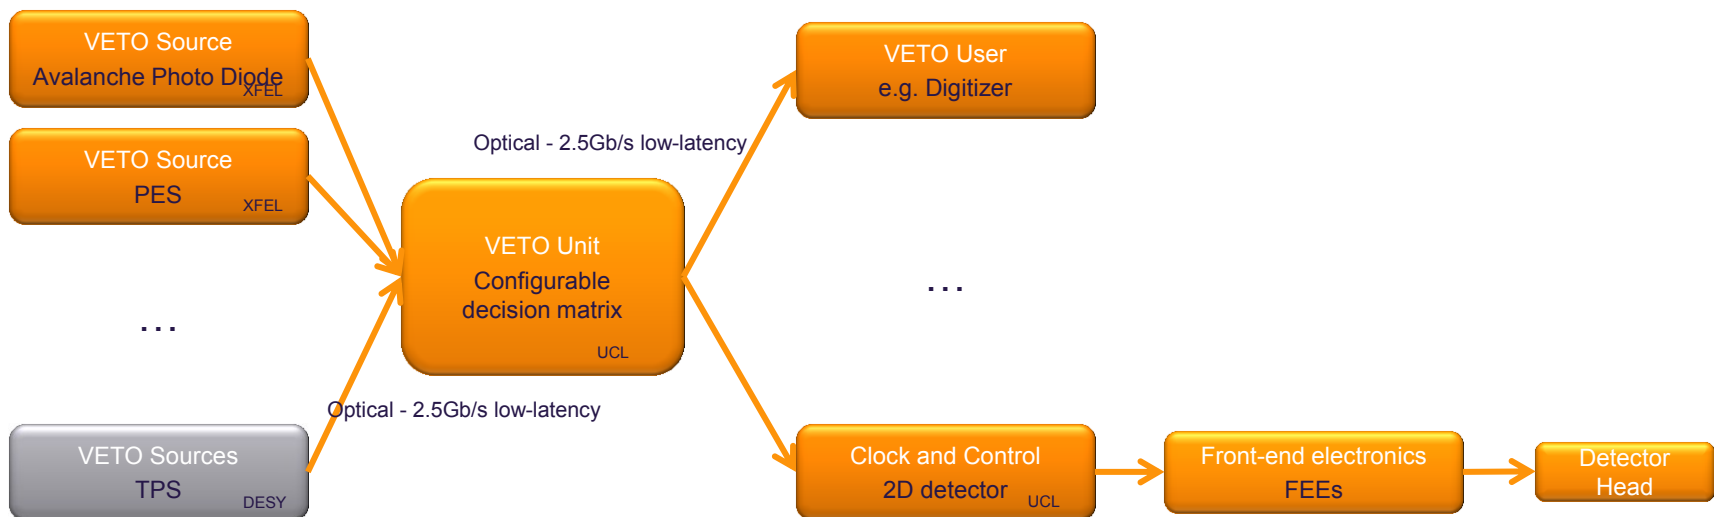 VETO Source
Avalanche Photo Diode
XFEL
VETO Source
PES
XFEL
...
VETO Sources
TPS
DESY
Optical - 2.5Gb/s low-latency
Optical - 2.5Gb/s low-latency
VETO Unit
Configurable
decision matrix
UCL
VETO User
e.g. Digitizer
...
Clock and Control
2D detector
UCL
Front-end electronics
FEEs
Detector
Head